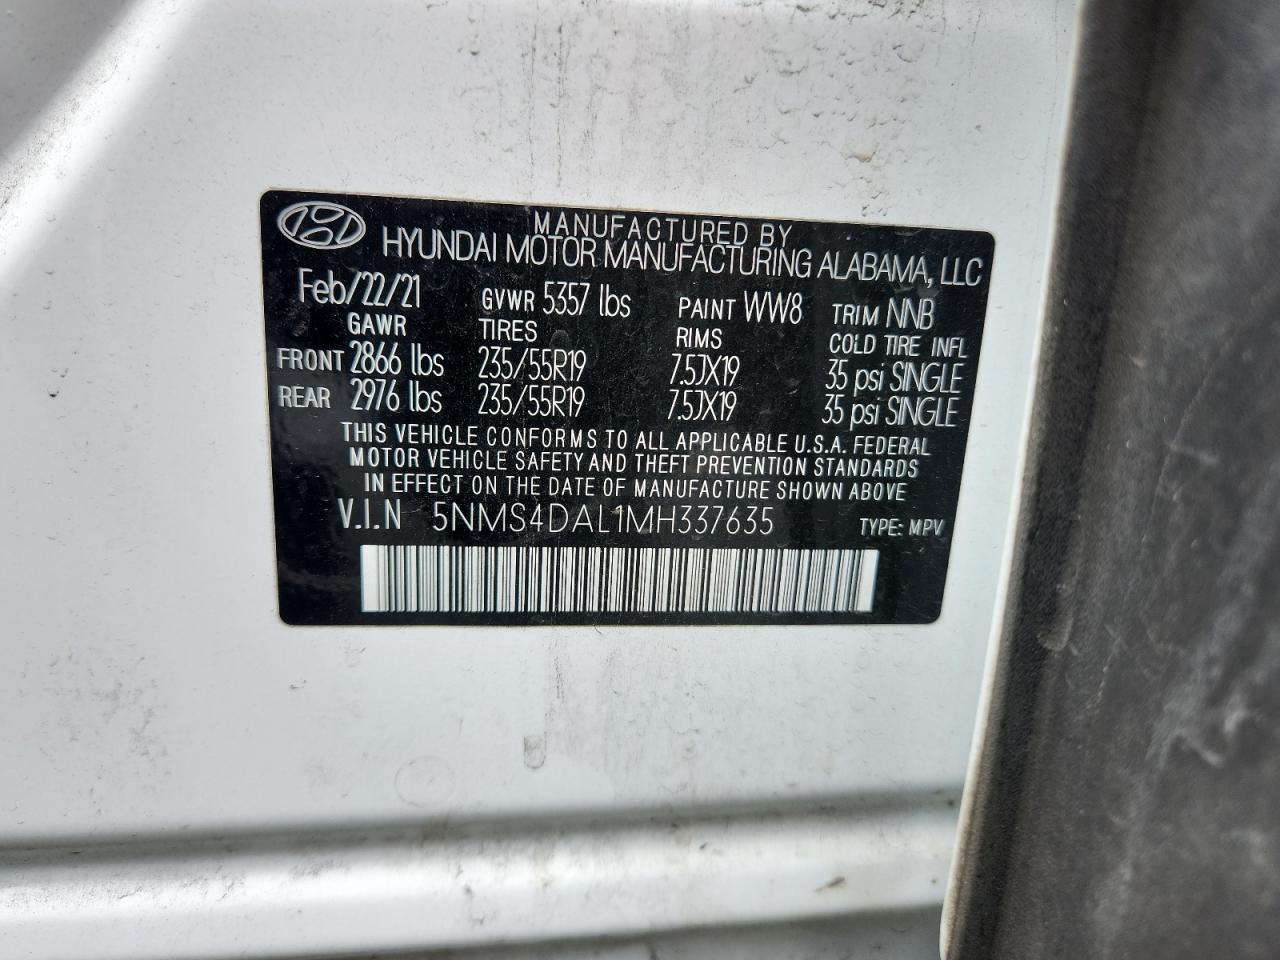 MANUFACTURED BY
HYUNDAI MOTOR MANUFACTURING ALABAMA, LLC
Feb/22/21 GVWR 5357 lbs PAINT WW8 TRIM NNB
GAWR TIRES RIMS COLD TIRE INFL
FRONT 2866 lbs 235/55R19 7.5JX19 35 psi SINGLE
REAR 2976 lbs 235/55R19 7.5JX19 35 psi SINGLE
THIS VEHICLE CONFORMS TO ALL APPLICABLE U.S.A. FEDERAL
MOTOR VEHICLE SAFETY AND THEFT PREVENTION STANDARDS
IN EFFECT ON THE DATE OF MANUFACTURE SHOWN ABOVE
V.I.N 5NMS4DAL1MH337635 TYPE: MPV